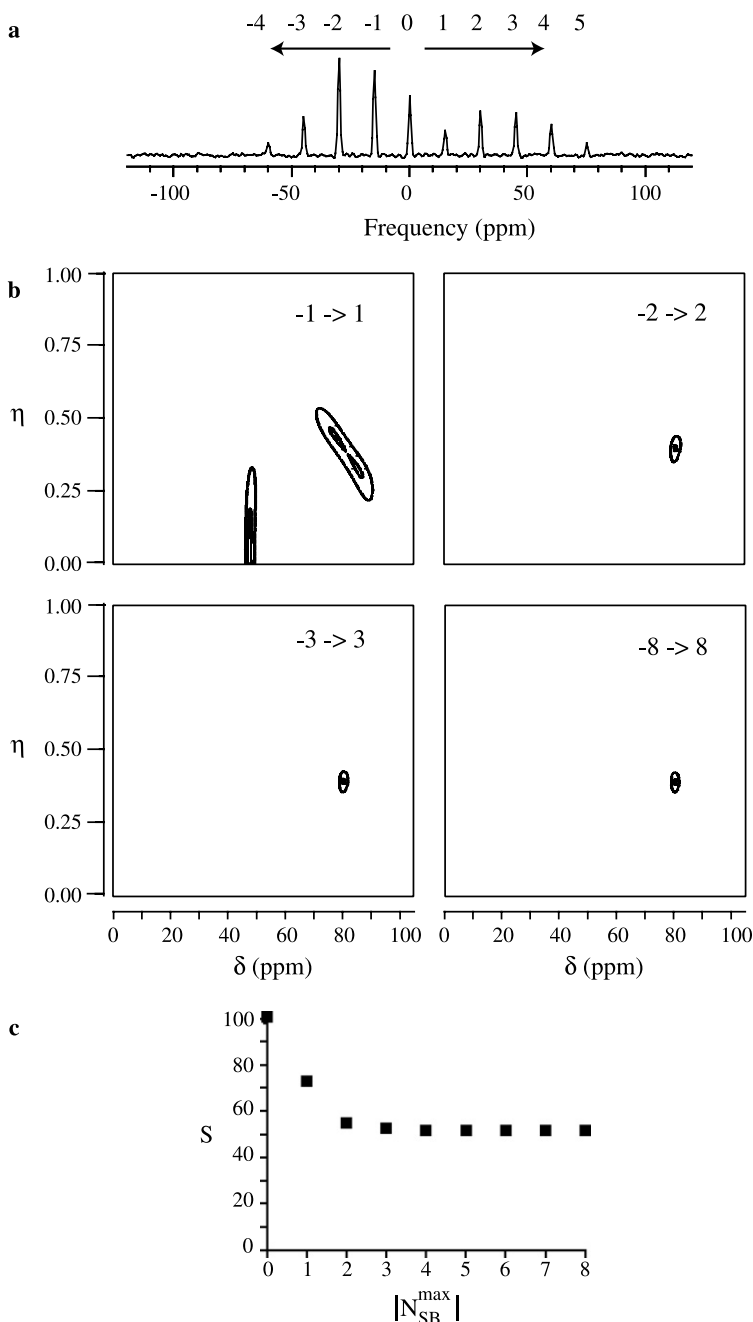 a
-4 -3 -2 -1 0 1 2 3 4 5
-100 -50 0 50 100
Frequency (ppm)
b
1.00
0.75
η
0.50
0.25
0.00
-1 -> 1
-2 -> 2
1.00
0.75
η
0.50
0.25
0.00
-3 -> 3
-8 -> 8
0 20 40 60 80 100
0 20 40 60 80 100
δ (ppm)
δ (ppm)
c
100
80
60
S
40
20
0
0 1 2 3 4 5 6 7 8
|N_SB^max|